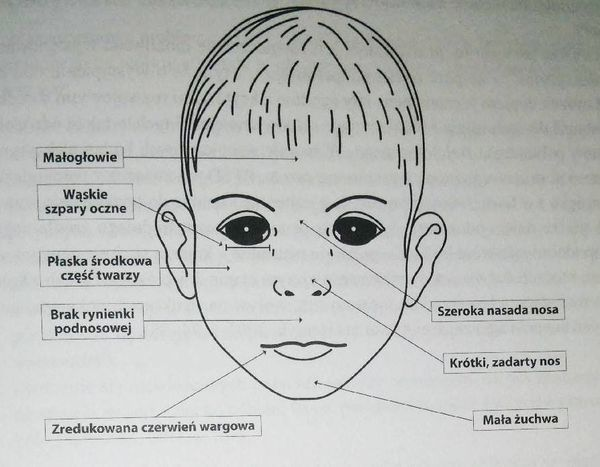 Małogłowie
Wąskie
szpary oczne
Płaska środkowa
część twarzy
Brak rynienki
podnosowej
Szeroka nasada nosa
Krótki, zadarty nos
Mała żuchwa
Zredukowana czerwień wargowa